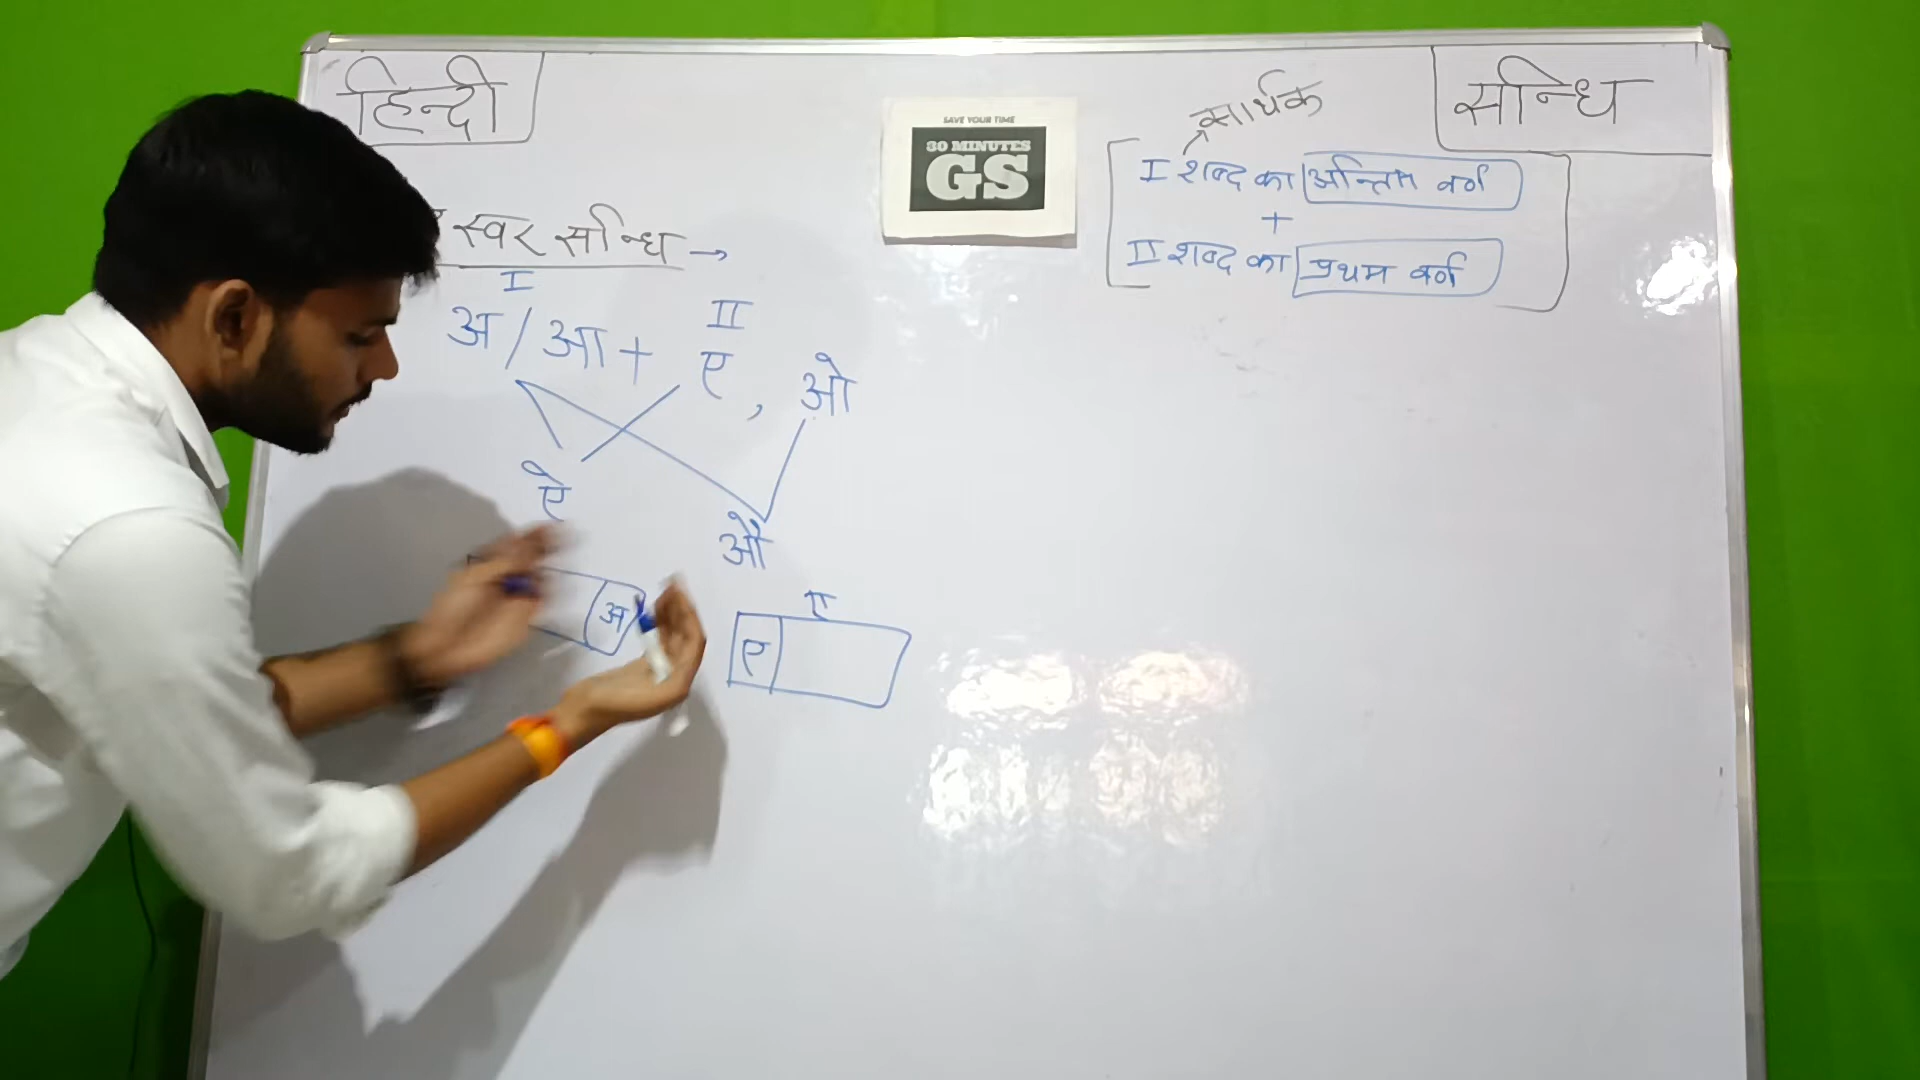 हिन्दी
सन्धि
SAVE YOUR TIME
30 MINUTES
GS
सार्थक
I शब्द का अन्तिम वर्ण
+
II शब्द का प्रथम वर्ण
स्वर सन्धि →
I
II
अ / आ + ए , ओ
ऐ
औ
अ
ए